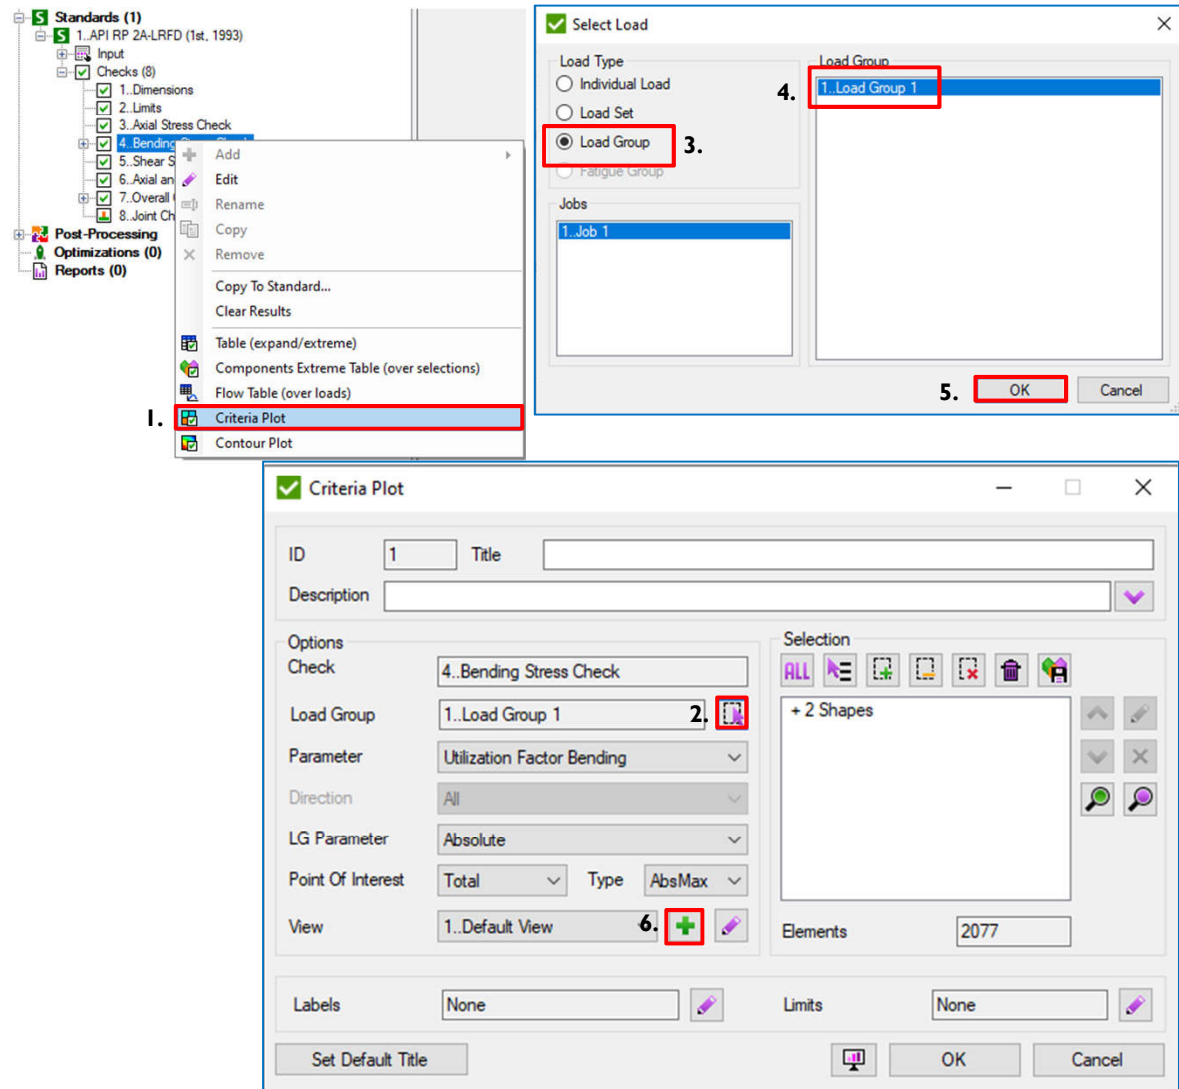 Standards (1)
1..API RP 2A-LRFD (1st, 1993)
Input
Checks (8)
1..Dimensions
2..Limits
3..Axial Stress Check
4..Bending
5..Shear S
6..Axial an
7..Overall
8..Joint Ch
Post-Processing
Optimizations (0)
Reports (0)
Add
Edit
Rename
Copy
Remove
Copy To Standard...
Clear Results
Table (expand/extreme)
Components Extreme Table (over selections)
Flow Table (over loads)
1. Criteria Plot
Contour Plot
Select Load
Load Type
Individual Load
Load Set
Load Group 3.
Fatigue Group
Jobs
1..Job 1
Load Group
4. 1..Load Group 1
5. OK Cancel
Criteria Plot
ID 1 Title
Description
Options
Check 4..Bending Stress Check
Load Group 1..Load Group 1 2.
Parameter Utilization Factor Bending
Direction All
LG Parameter Absolute
Point Of Interest Total Type AbsMax
View 1..Default View 6.
Selection
ALL
+ 2 Shapes
Elements 2077
Labels None Limits None
Set Default Title OK Cancel